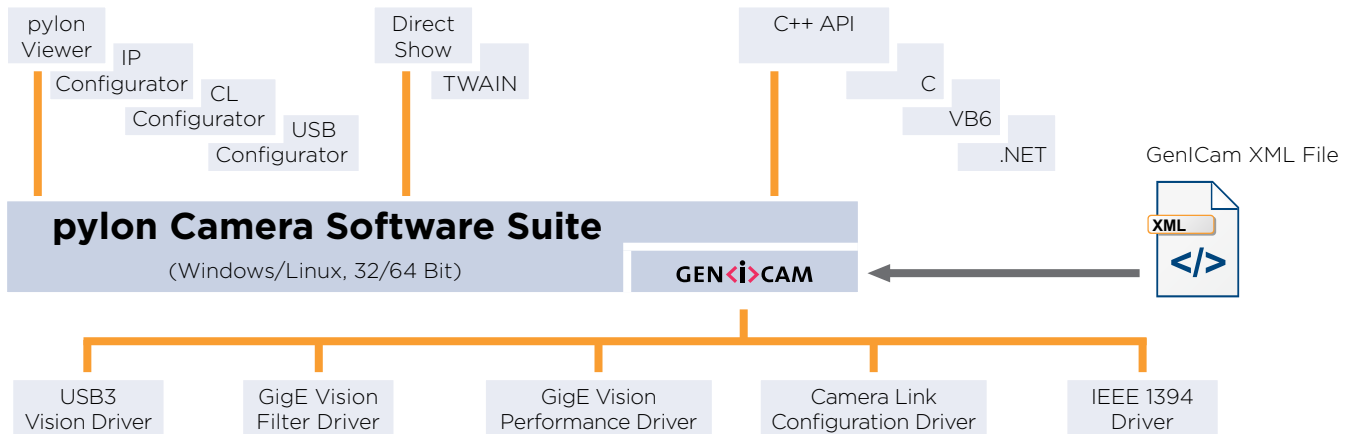 pylon
Viewer
IP
Configurator
CL
Configurator
USB
Configurator
Direct
Show
TWAIN
C++ API
C
VB6
.NET
GenICam XML File
XML
</>
pylon Camera Software Suite
(Windows/Linux, 32/64 Bit)
GEN<i>CAM
USB3
Vision Driver
GigE Vision
Filter Driver
GigE Vision
Performance Driver
Camera Link
Configuration Driver
IEEE 1394
Driver